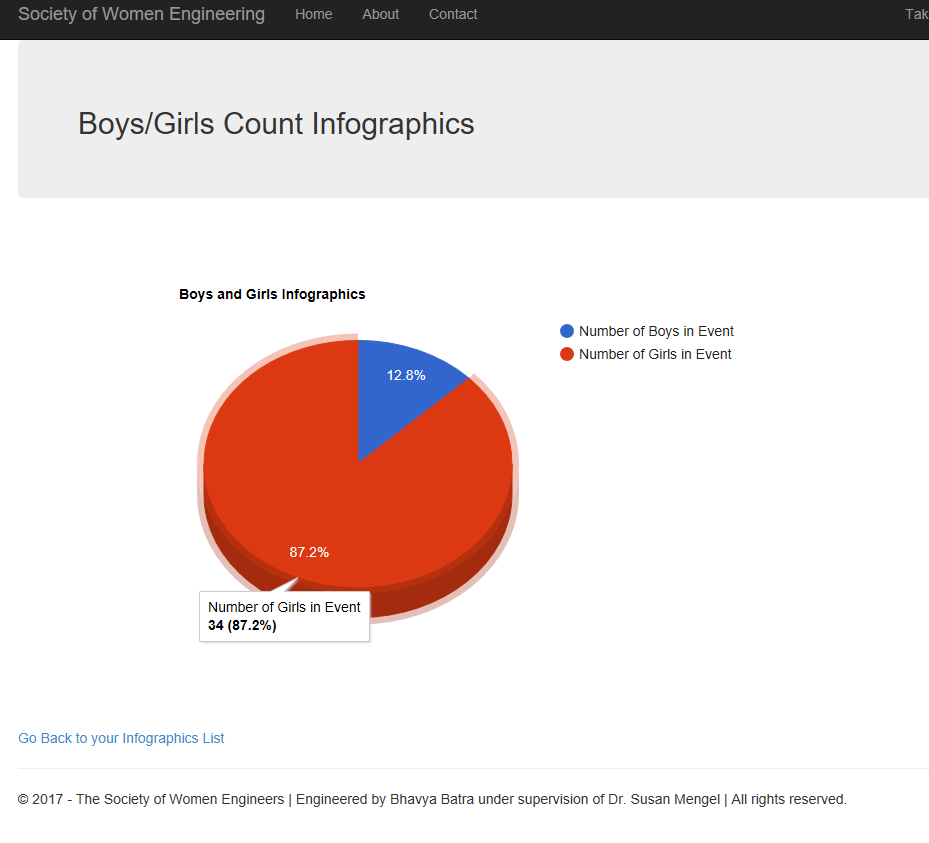 Society of Women Engineering Home About Contact Tak
Boys/Girls Count Infographics
Boys and Girls Infographics
Number of Boys in Event
Number of Girls in Event
12.8%
87.2%
Number of Girls in Event
34 (87.2%)
Go Back to your Infographics List
© 2017 - The Society of Women Engineers | Engineered by Bhavya Batra under supervision of Dr. Susan Mengel | All rights reserved.